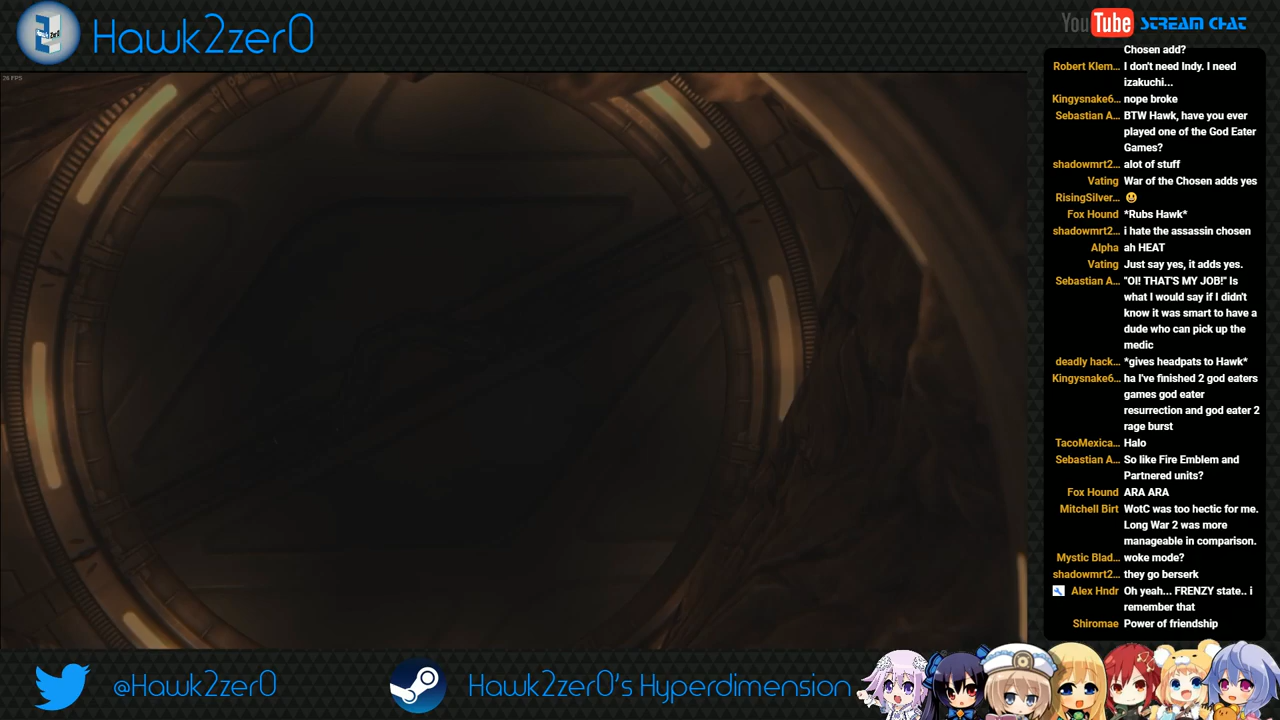 Hawk2zer0
YouTube STREAM CHAT
26 FPS
Chosen add?
Robert Klem... I don't need Indy. I need
izakuchi...
Kingysnake6... nope broke
Sebastian A... BTW Hawk, have you ever
played one of the God Eater
Games?
shadowmrt2... alot of stuff
Vating War of the Chosen adds yes
RisingSilver...
Fox Hound *Rubs Hawk*
shadowmrt2... i hate the assassin chosen
Alpha ah HEAT
Vating Just say yes, it adds yes.
Sebastian A... "OI! THAT'S MY JOB!" Is
what I would say if I didn't
know it was smart to have a
dude who can pick up the
medic
deadly hack... *gives headpats to Hawk*
Kingysnake6... ha I've finished 2 god eaters
games god eater
resurrection and god eater 2
rage burst
TacoMexica... Halo
Sebastian A... So like Fire Emblem and
Partnered units?
Fox Hound ARA ARA
Mitchell Birt WotC was too hectic for me.
Long War 2 was more
manageable in comparison.
Mystic Blad... woke mode?
shadowmrt2... they go berserk
Alex Hndr Oh yeah... FRENZY state.. i
remember that
Shiromae Power of friendship
@Hawk2zer0
Hawk2zer0's Hyperdimension